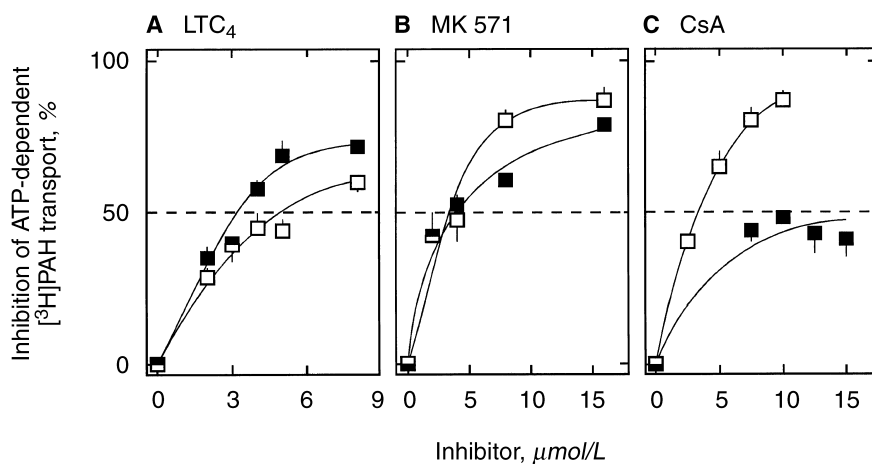 A LTC4
B MK 571
C CsA
Inhibition of ATP-dependent
[3H]PAH transport, %
100
50
0
0 3 6 9
0 5 10 15
0 5 10 15
Inhibitor, μmol/L